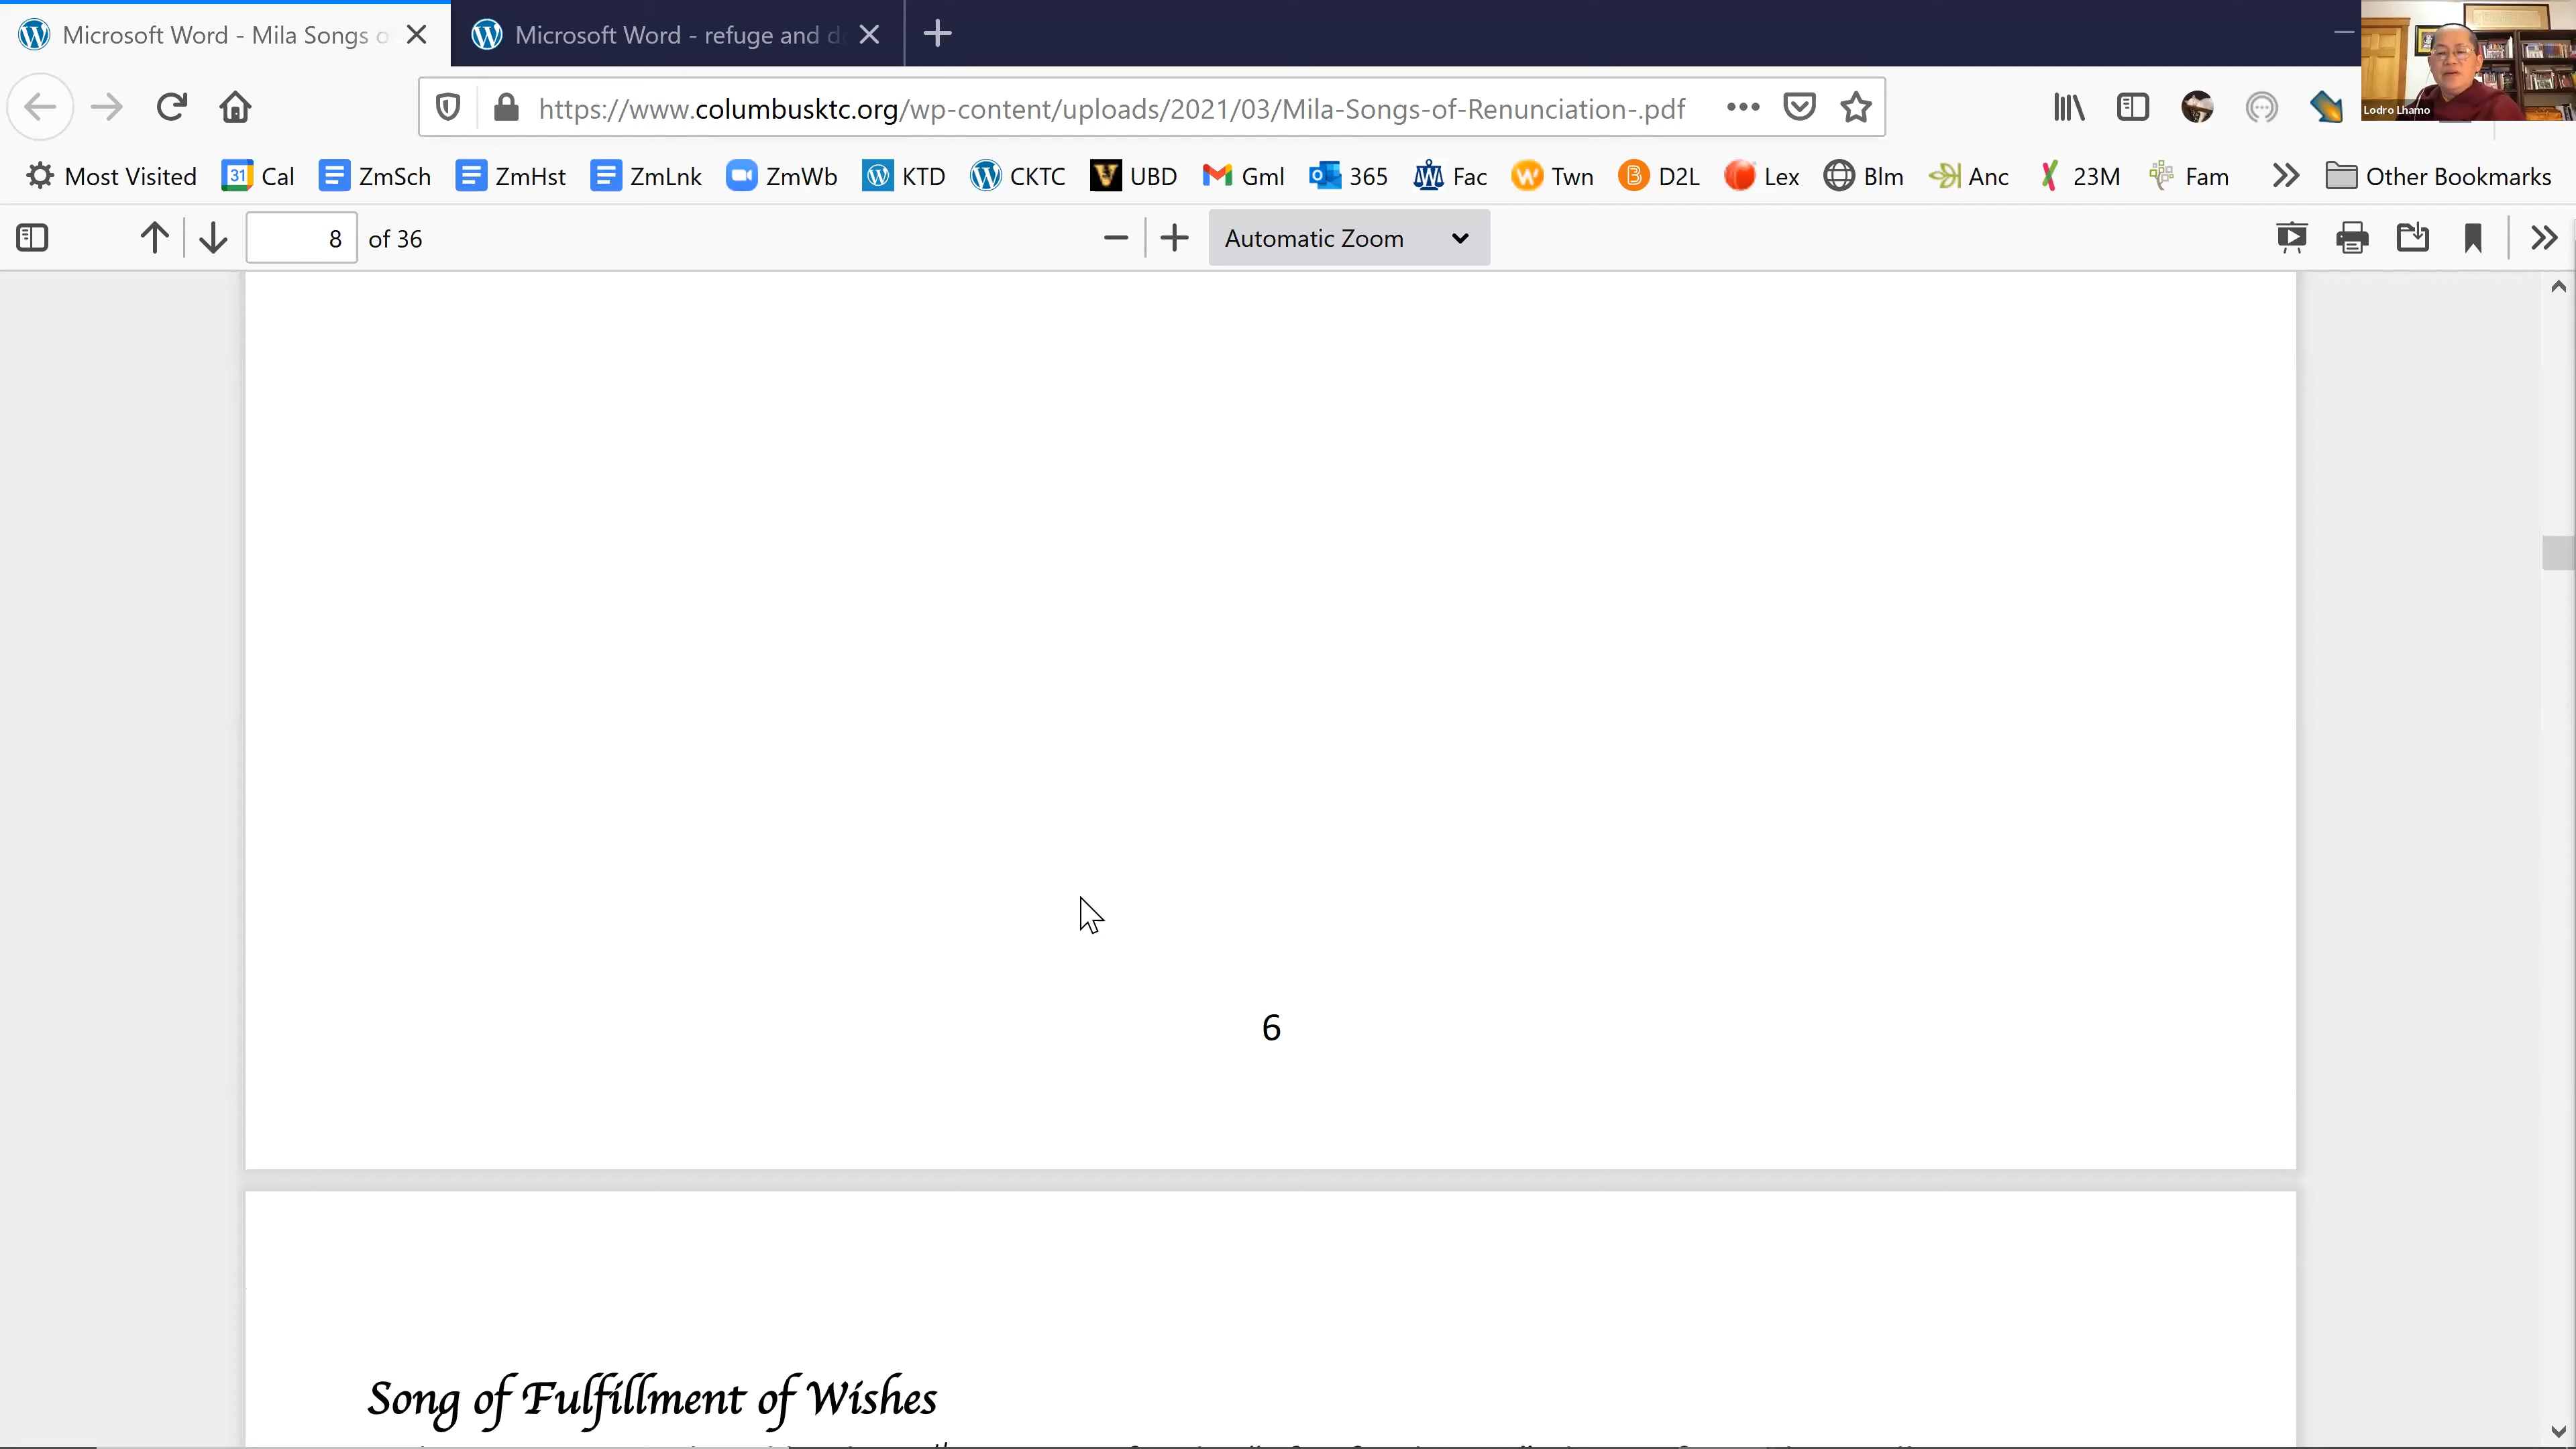 Microsoft Word - Mila Songs o
Microsoft Word - refuge and d
Lodro Lhamo
https://www.columbusktc.org/wp-content/uploads/2021/03/Mila-Songs-of-Renunciation-.pdf
Most Visited 31 Cal ZmSch ZmHst ZmLnk ZmWb KTD CKTC UBD Gml 365 Fac Twn D2L Lex Blm Anc 23M Fam Other Bookmarks
8 of 36 Automatic Zoom
6
Song of Fulfillment of Wishes